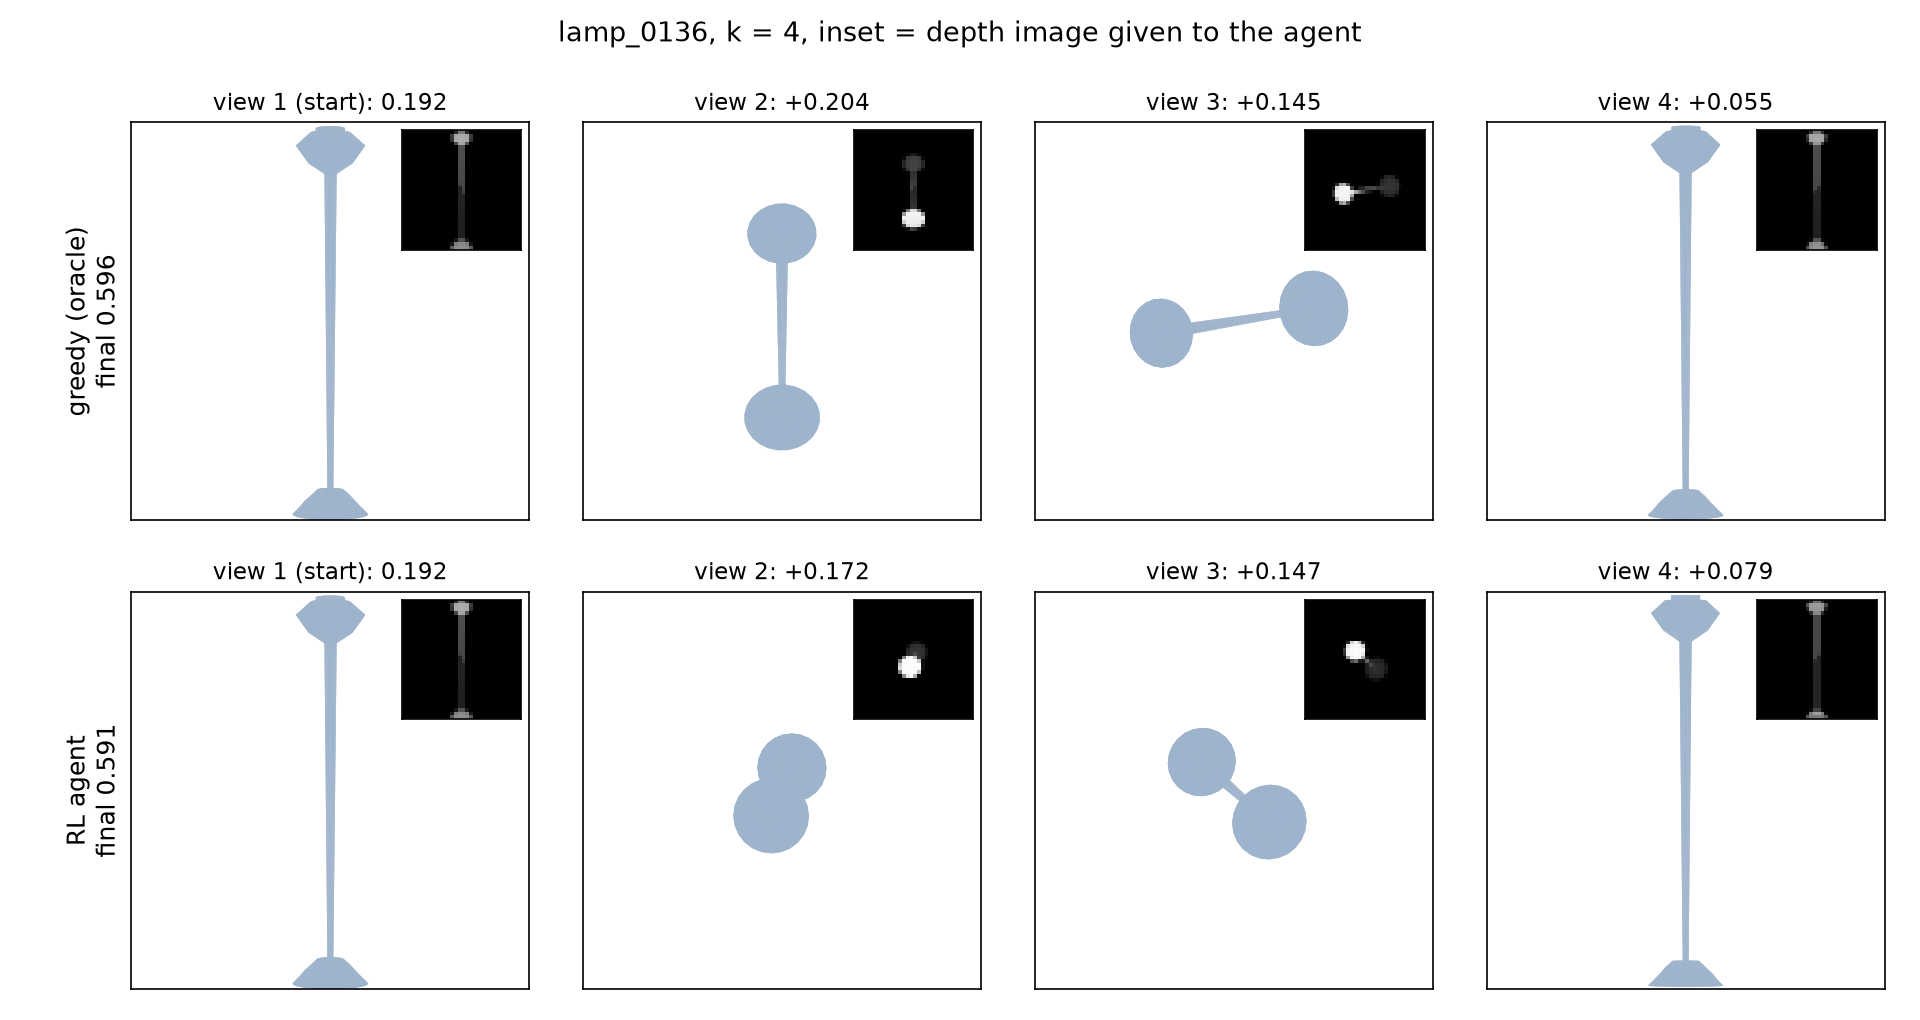 lamp_0136, k = 4, inset = depth image given to the agent
greedy (oracle)
final 0.596
view 1 (start): 0.192
view 2: +0.204
view 3: +0.145
view 4: +0.055
RL agent
final 0.591
view 1 (start): 0.192
view 2: +0.172
view 3: +0.147
view 4: +0.079